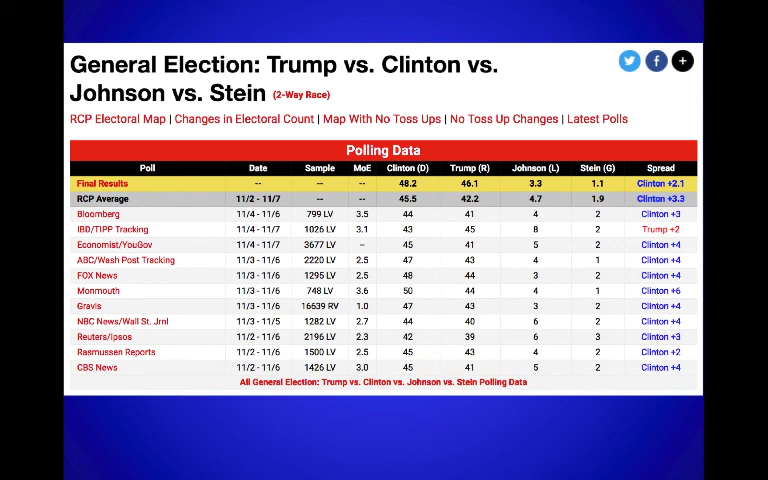 General Election: Trump vs. Clinton vs.
Johnson vs. Stein (2-Way Race)
RCP Electoral Map | Changes in Electoral Count | Map With No Toss Ups | No Toss Up Changes | Latest Polls
Polling Data
Poll Date Sample MoE Clinton (D) Trump (R) Johnson (L) Stein (G) Spread
Final Results -- -- -- 48.2 46.1 3.3 1.1 Clinton +2.1
RCP Average 11/2 - 11/7 -- -- 45.5 42.2 4.7 1.9 Clinton +3.3
Bloomberg 11/4 - 11/6 799 LV 3.5 44 41 4 2 Clinton +3
IBD/TIPP Tracking 11/4 - 11/7 1026 LV 3.1 43 45 8 2 Trump +2
Economist/YouGov 11/4 - 11/7 3677 LV -- 45 41 5 2 Clinton +4
ABC/Wash Post Tracking 11/3 - 11/6 2220 LV 2.5 47 43 4 1 Clinton +4
FOX News 11/3 - 11/6 1295 LV 2.5 48 44 3 2 Clinton +4
Monmouth 11/3 - 11/6 748 LV 3.6 50 44 4 1 Clinton +6
Gravis 11/3 - 11/6 16639 RV 1.0 47 43 3 2 Clinton +4
NBC News/Wall St. Jrnl 11/3 - 11/5 1282 LV 2.7 44 40 6 2 Clinton +4
Reuters/Ipsos 11/2 - 11/6 2196 LV 2.3 42 39 6 3 Clinton +3
Rasmussen Reports 11/2 - 11/6 1500 LV 2.5 45 43 4 2 Clinton +2
CBS News 11/2 - 11/6 1426 LV 3.0 45 41 5 2 Clinton +4
All General Election: Trump vs. Clinton vs. Johnson vs. Stein Polling Data